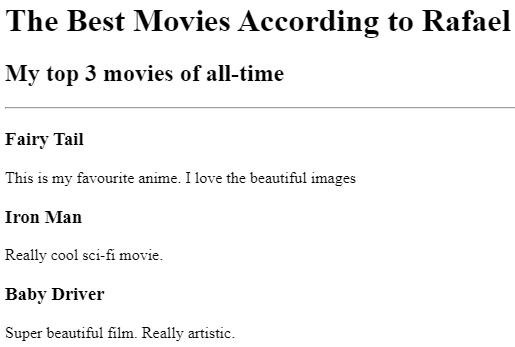 The Best Movies According to Rafael
My top 3 movies of all-time
Fairy Tail
This is my favourite anime. I love the beautiful images
Iron Man
Really cool sci-fi movie.
Baby Driver
Super beautiful film. Really artistic.